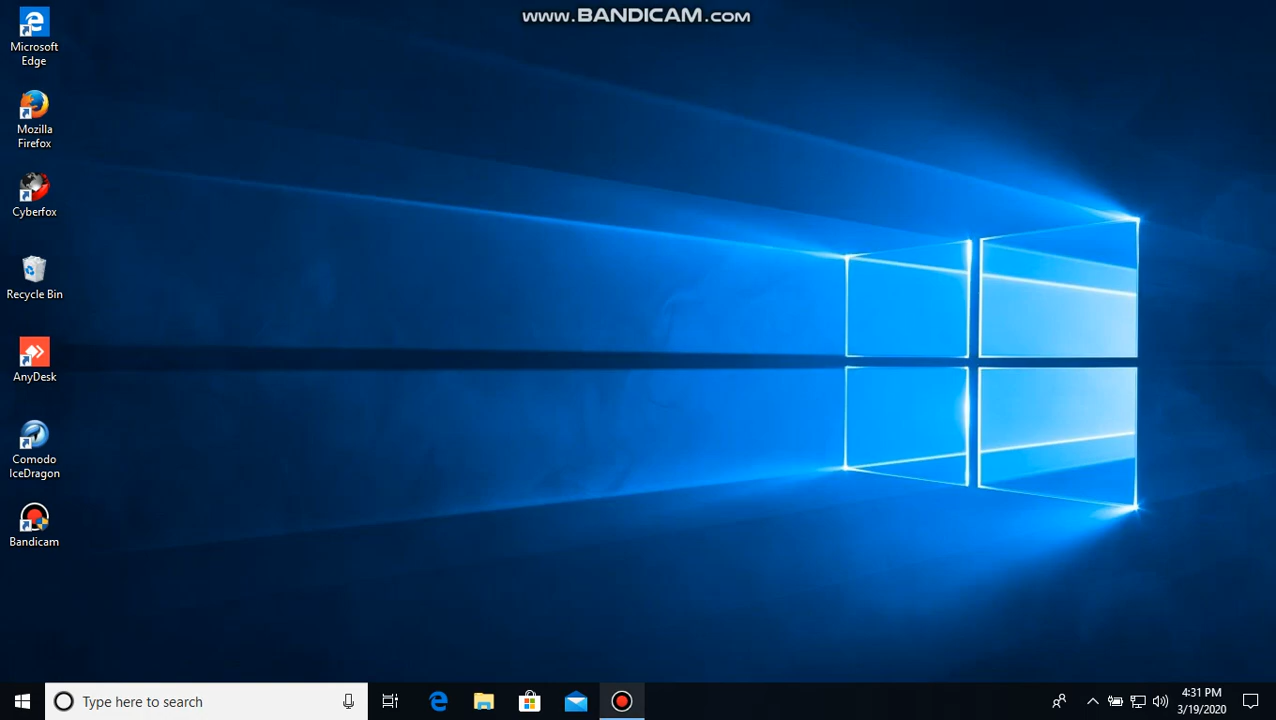 www.BANDICAM.com
Microsoft
Edge
Mozilla
Firefox
Cyberfox
Recycle Bin
AnyDesk
Comodo
IceDragon
Bandicam
Type here to search
4:31 PM
3/19/2020